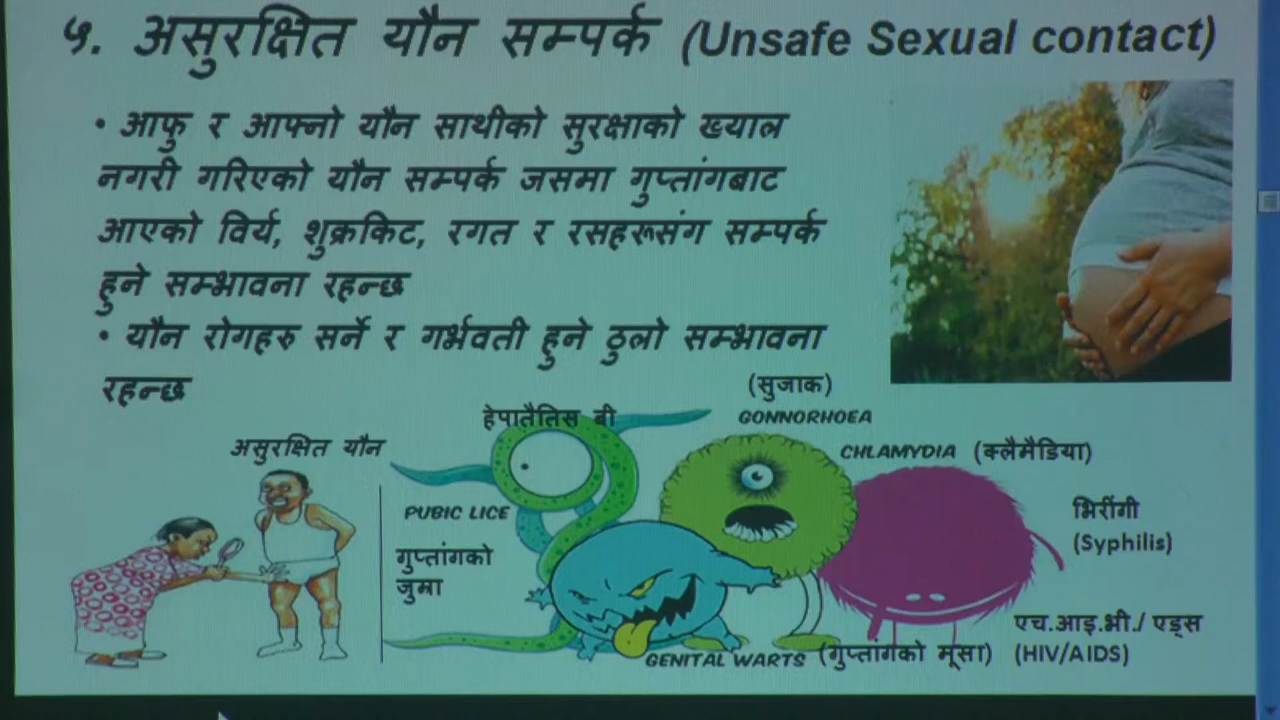 ५. असुरक्षित यौन सम्पर्क (Unsafe Sexual contact)
• आफु र आफ्नो यौन साथीको सुरक्षाको ख्याल
नगरी गरिएको यौन सम्पर्क जसमा गुप्तांगबाट
आएको विर्य, शुक्रकिट, रगत र रसहरूसंग सम्पर्क
हुने सम्भावना रहन्छ
• यौन रोगहरु सर्ने र गर्भवती हुने ठुलो सम्भावना
रहन्छ
(सुजाक)
हेपातैतिस बी
GONNORHOEA
असुरक्षित यौन
CHLAMYDIA (क्लैमैडिया)
PUBIC LICE
भिरींगी
(Syphilis)
गुप्तांगको
जुम्रा
एच.आइ.भी./ एड्स
(HIV/AIDS)
GENITAL WARTS (गुप्तांगको मूसा)